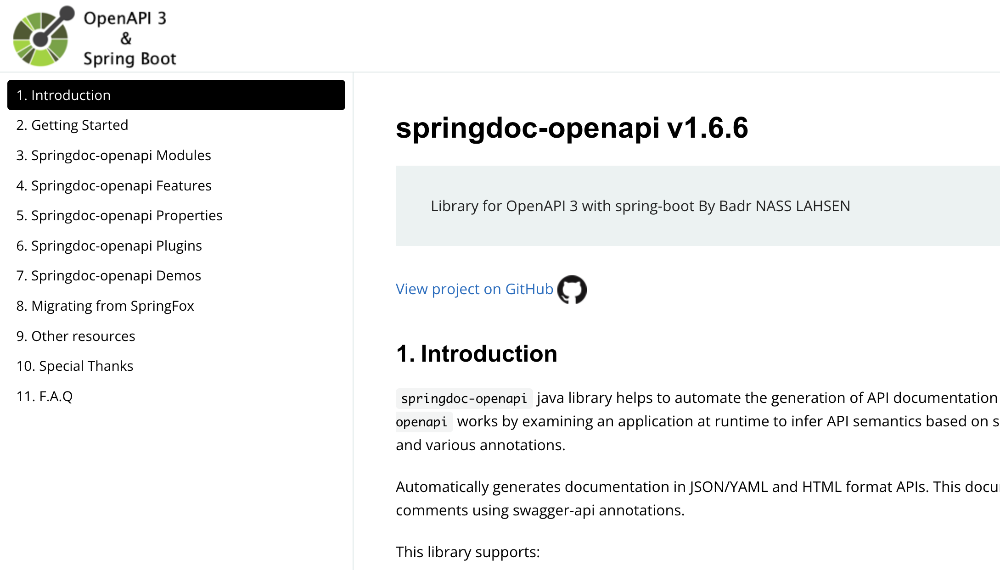 OpenAPI 3
&
Spring Boot
1. Introduction
2. Getting Started
3. Springdoc-openapi Modules
4. Springdoc-openapi Features
5. Springdoc-openapi Properties
6. Springdoc-openapi Plugins
7. Springdoc-openapi Demos
8. Migrating from SpringFox
9. Other resources
10. Special Thanks
11. F.A.Q
springdoc-openapi v1.6.6
Library for OpenAPI 3 with spring-boot By Badr NASS LAHSEN
View project on GitHub
1. Introduction
springdoc-openapi java library helps to automate the generation of API documentation
openapi works by examining an application at runtime to infer API semantics based on
and various annotations.
Automatically generates documentation in JSON/YAML and HTML format APIs. This
comments using swagger-api annotations.
This library supports: